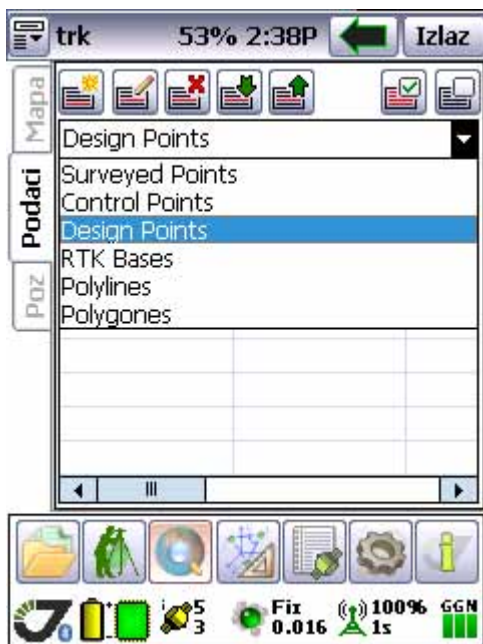 trk 53% 2:38P Izlaz
Mapa
Podaci
Poz
Design Points
Surveyed Points
Control Points
Design Points
RTK Bases
Polylines
Polygones
5
3
Fix
0.016
100%
1s
GGN